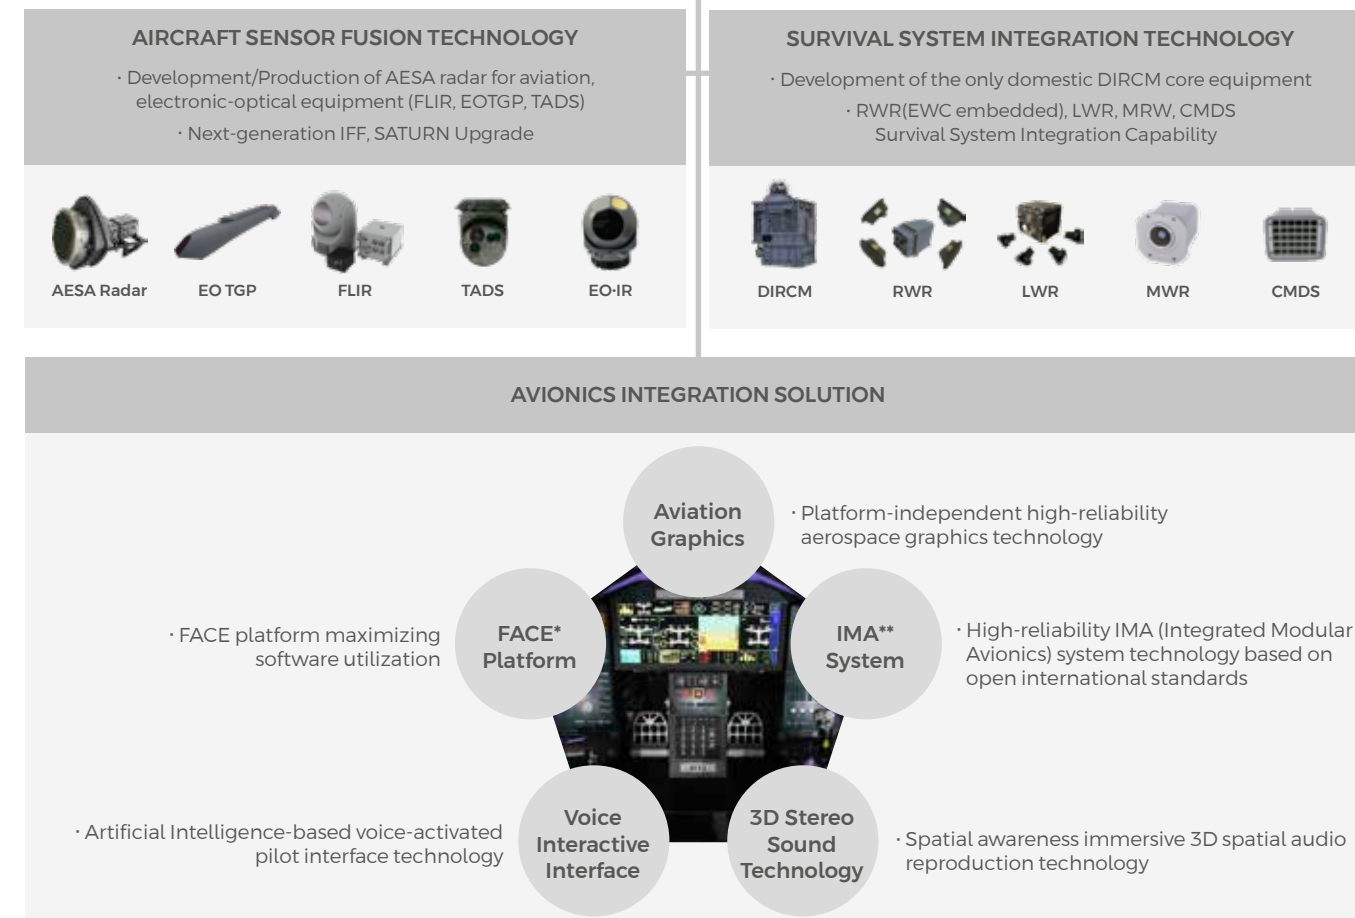 AIRCRAFT SENSOR FUSION TECHNOLOGY
· Development/Production of AESA radar for aviation,
electronic-optical equipment (FLIR, EOTGP, TADS)
· Next-generation IFF, SATURN Upgrade
AESA Radar
EO TGP
FLIR
TADS
EO·IR
SURVIVAL SYSTEM INTEGRATION TECHNOLOGY
· Development of the only domestic DIRCM core equipment
· RWR(EWC embedded), LWR, MRW, CMDS
Survival System Integration Capability
DIRCM
RWR
LWR
MWR
CMDS
AVIONICS INTEGRATION SOLUTION
Aviation
Graphics
· Platform-independent high-reliability
aerospace graphics technology
· FACE platform maximizing
software utilization
FACE*
Platform
IMA**
System
· High-reliability IMA (Integrated Modular
Avionics) system technology based on
open international standards
· Artificial Intelligence-based voice-activated
pilot interface technology
Voice
Interactive
Interface
3D Stereo
Sound
Technology
· Spatial awareness immersive 3D spatial audio
reproduction technology